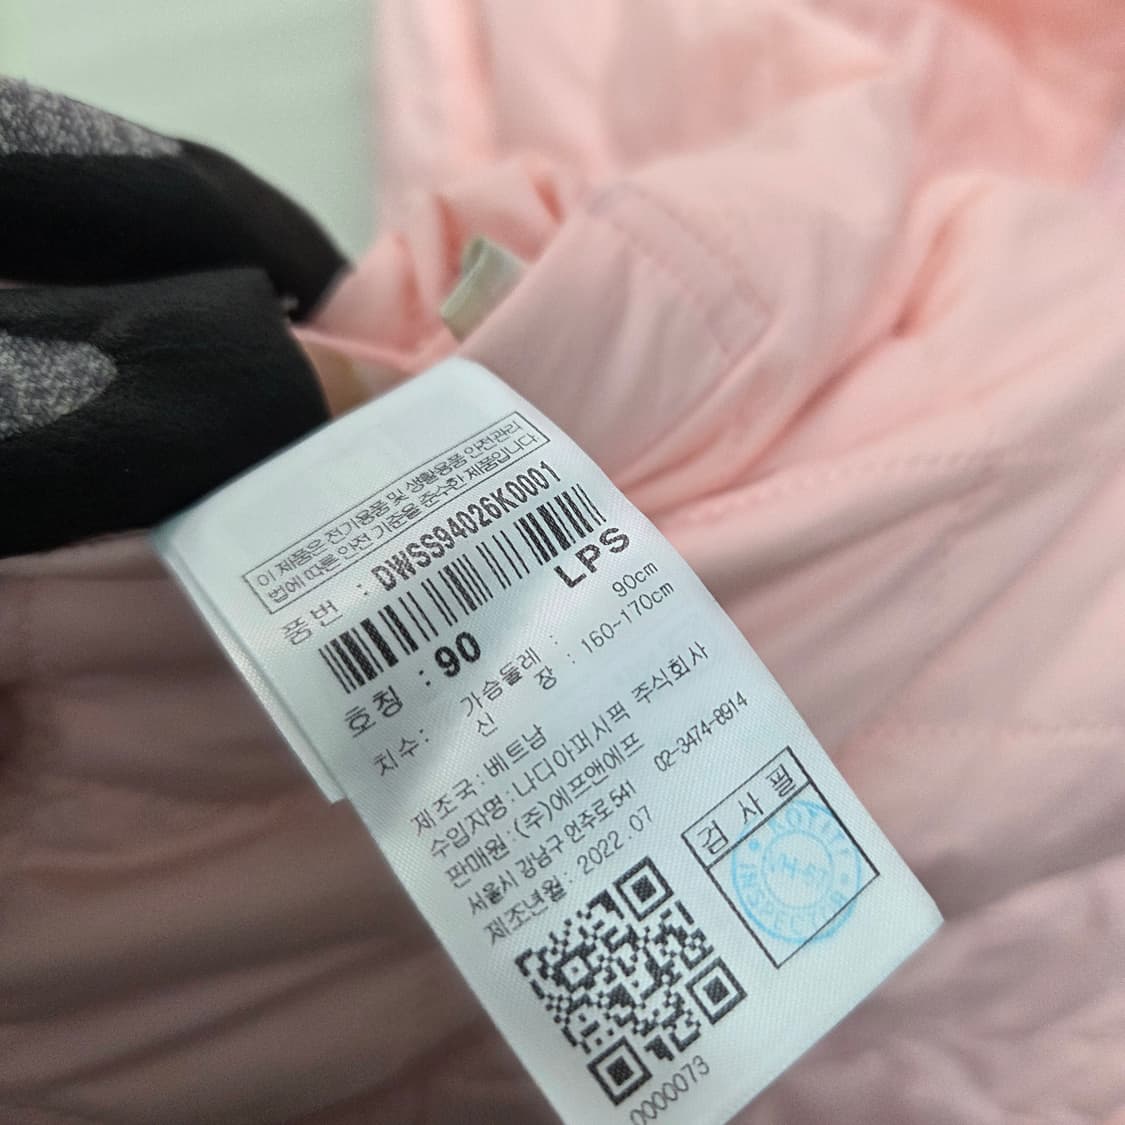 이 제품은 전기용품 및 생활용품 안전관리
법에 따른 안전 기준을 준수한 제품입니다.
품번 : DWSS94026K0001
LPS
호칭 : 90
치수 : 가슴둘레 : 90cm
신 장 : 160~170cm
제조국 : 베트남
수입자명 : 나디아퍼시픽 주식회사
판매원 : (주)에프앤에프
서울시 강남구 언주로 541 02-3474-8914
제조년월 : 2022.07
검 사 필
KOTITI
INSPECTOR
0000073